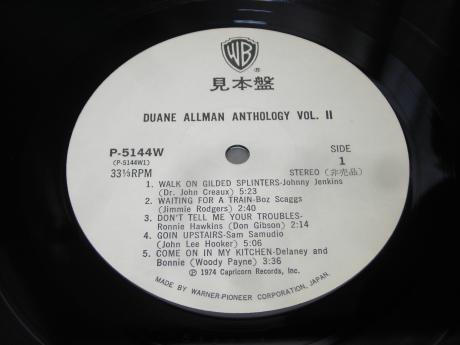 WB
®
見本盤
DUANE ALLMAN ANTHOLOGY VOL. II
P-5144W
(P-5144W1)
33⅓RPM
SIDE
1
STEREO (非売品)
1. WALK ON GILDED SPLINTERS-Johnny Jenkins
(Dr. John Creaux) 5:23
2. WAITING FOR A TRAIN-Boz Scaggs
(Jimmie Rodgers) 2:40
3. DON'T TELL ME YOUR TROUBLES-
Ronnie Hawkins (Don Gibson) 2:14
4. GOIN UPSTAIRS-Sam Samudio
(John Lee Hooker) 5:06
5. COME ON IN MY KITCHEN-Delaney and
Bonnie (Woody Payne) 3:36
℗ 1974 Capricorn Records, Inc.
MADE BY WARNER-PIONEER CORPORATION, JAPAN.